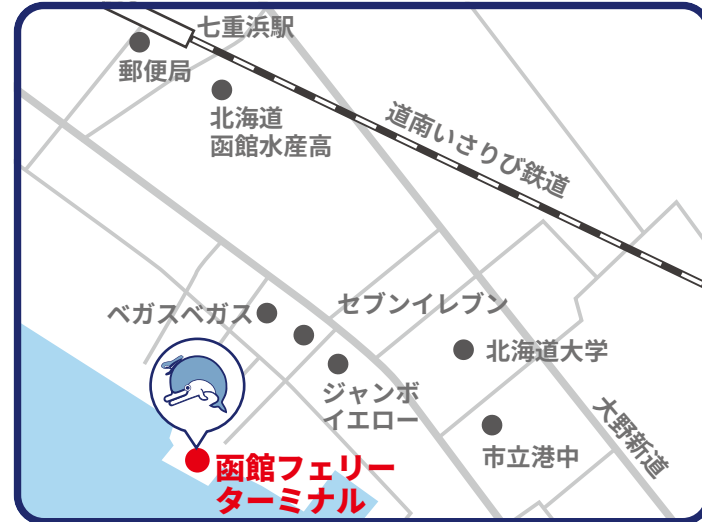 七重浜駅
郵便局
北海道
函館水産高
道南いさりび鉄道
セブンイレブン
ベガスベガス
北海道大学
ジャンボ
イエロー
大野新道
市立港中
函館フェリー
ターミナル